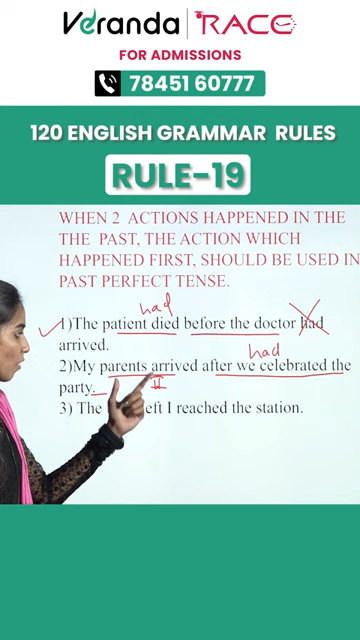 Veranda RACE
FOR ADMISSIONS
78451 60777
120 ENGLISH GRAMMAR RULES
RULE-19
WHEN 2 ACTIONS HAPPENED IN THE
THE PAST, THE ACTION WHICH
HAPPENED FIRST, SHOULD BE USED IN
PAST PERFECT TENSE.
had
1)The patient died before the doctor had
arrived.
had
2)My parents arrived after we celebrated the
party.
II
3) The left I reached the station.